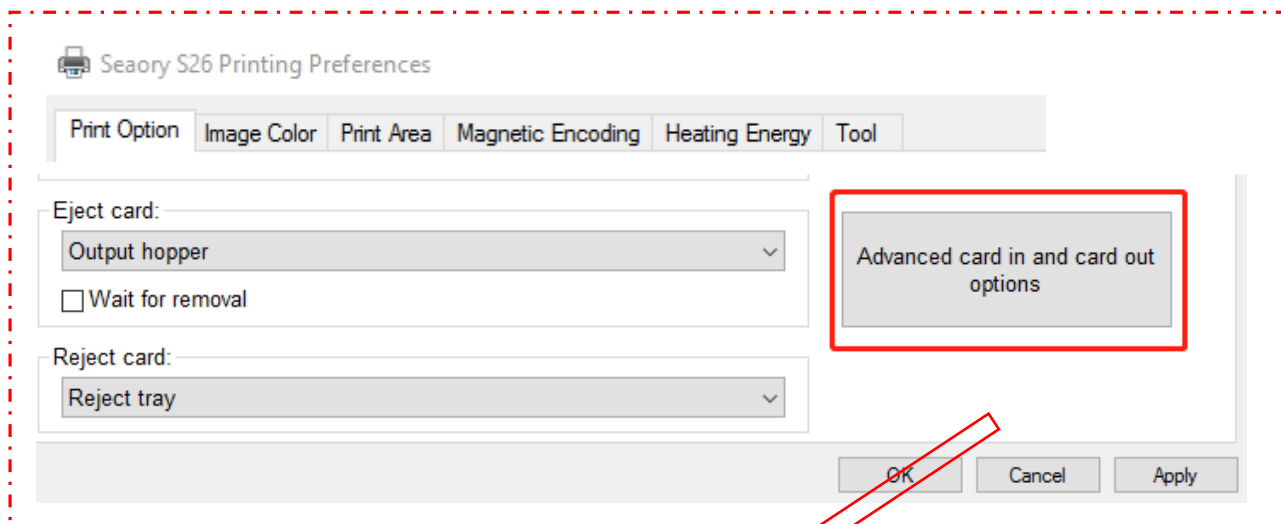 Seaory S26 Printing Preferences
Print Option Image Color Print Area Magnetic Encoding Heating Energy Tool
Eject card:
Output hopper
Wait for removal
Advanced card in and card out
options
Reject card:
Reject tray
OK Cancel Apply